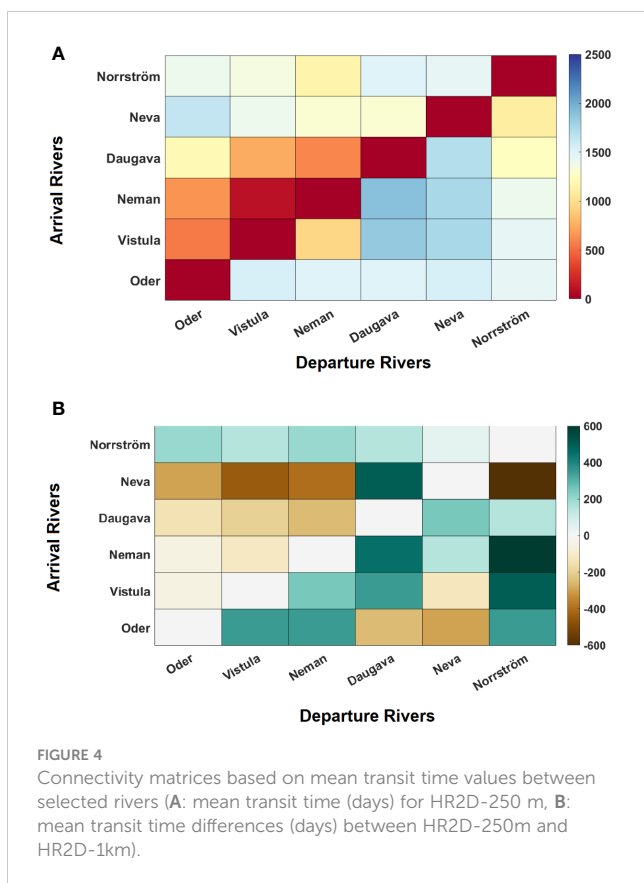 A
Arrival Rivers
Norrström
Neva
Daugava
Neman
Vistula
Oder
Oder
Vistula
Neman
Daugava
Neva
Norrström
Departure Rivers
2500
2000
1500
1000
500
0
B
Arrival Rivers
Norrström
Neva
Daugava
Neman
Vistula
Oder
Oder
Vistula
Neman
Daugava
Neva
Norrström
Departure Rivers
600
400
200
0
-200
-400
-600
FIGURE 4
Connectivity matrices based on mean transit time values between
selected rivers (A: mean transit time (days) for HR2D-250 m, B:
mean transit time differences (days) between HR2D-250m and
HR2D-1km).